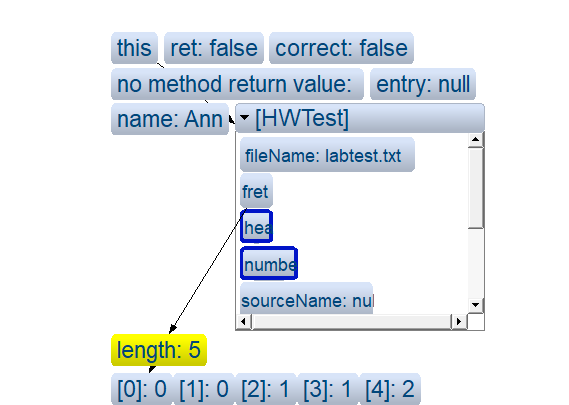 this ret: false correct: false
no method return value: entry: null
name: Ann [HWTest]
fileName: labtest.txt
fret
hea
numbe
sourceName: nul
length: 5
[0]: 0 [1]: 0 [2]: 1 [3]: 1 [4]: 2